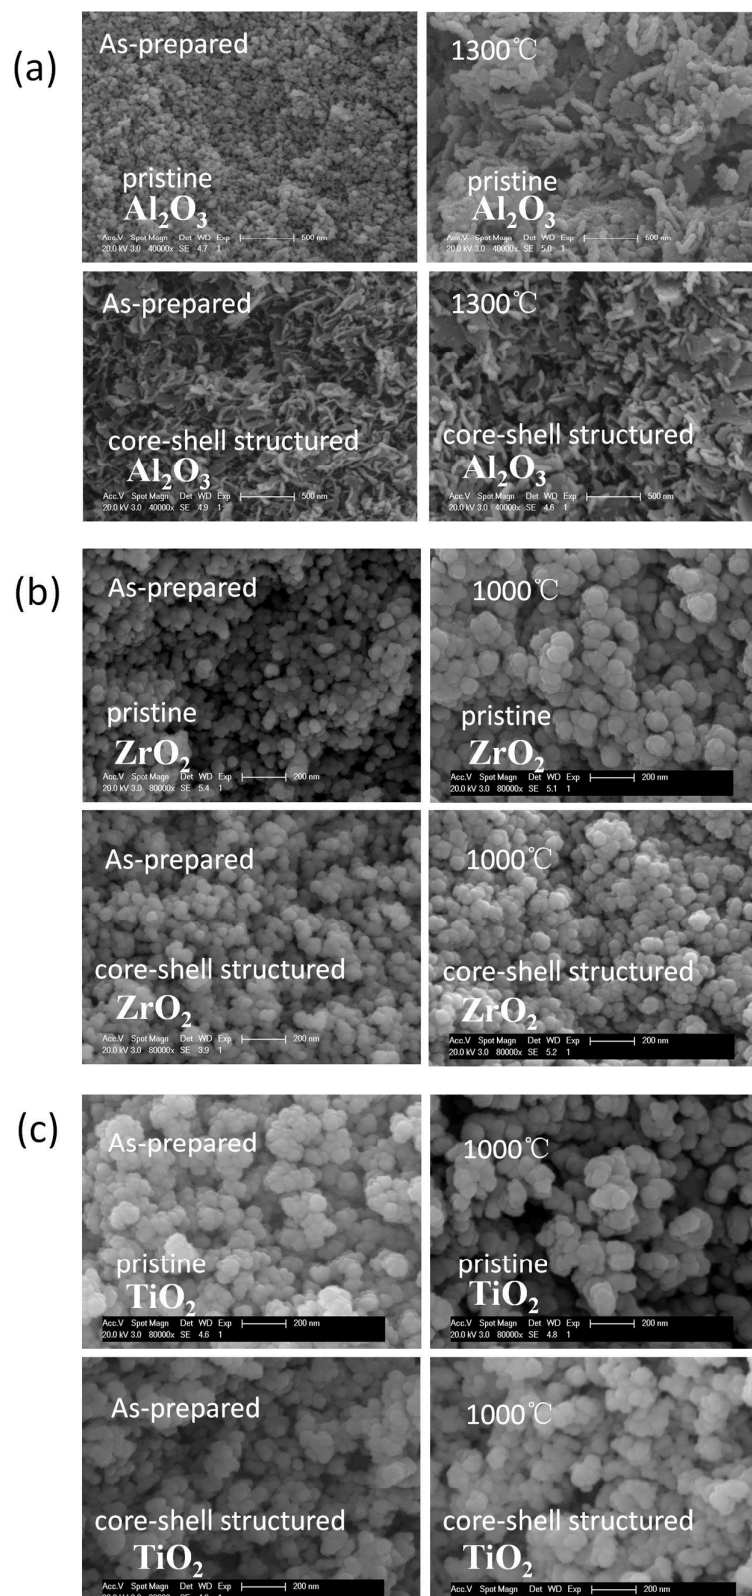 (a)
As-prepared
pristine
Al₂O₃
Acc.V Spot Magn Det WD Exp 500 nm
20.0 kV 3.0 40000x SE 4.7 1
1300℃
pristine
Al₂O₃
Acc.V Spot Magn Det WD Exp 500 nm
20.0 kV 3.0 40000x SE 5.0 1
As-prepared
core-shell structured
Al₂O₃
Acc.V Spot Magn Det WD Exp 500 nm
20.0 kV 3.0 40000x SE 4.9 1
1300℃
core-shell structured
Al₂O₃
Acc.V Spot Magn Det WD Exp 500 nm
20.0 kV 3.0 40000x SE 4.6 1
(b)
As-prepared
pristine
ZrO₂
Acc.V Spot Magn Det WD Exp 200 nm
20.0 kV 3.0 80000x SE 5.4 1
1000℃
pristine
ZrO₂
Acc.V Spot Magn Det WD Exp 200 nm
20.0 kV 3.0 80000x SE 5.1 1
As-prepared
core-shell structured
ZrO₂
Acc.V Spot Magn Det WD Exp 200 nm
20.0 kV 3.0 80000x SE 3.9 1
1000℃
core-shell structured
ZrO₂
Acc.V Spot Magn Det WD Exp 200 nm
20.0 kV 3.0 80000x SE 5.2 1
(c)
As-prepared
pristine
TiO₂
Acc.V Spot Magn Det WD Exp 200 nm
20.0 kV 3.0 80000x SE 4.6 1
1000℃
pristine
TiO₂
Acc.V Spot Magn Det WD Exp 200 nm
20.0 kV 3.0 80000x SE 4.8 1
As-prepared
core-shell structured
TiO₂
Acc.V Spot Magn Det WD Exp 200 nm
1000℃
core-shell structured
TiO₂
Acc.V Spot Magn Det WD Exp 200 nm